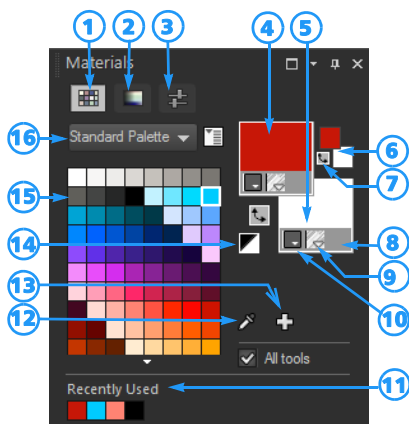 1 2 3 4 5
Materials
16 Standard Palette 6
7
15
14 8
13 9
12 10
All tools
Recently Used 11